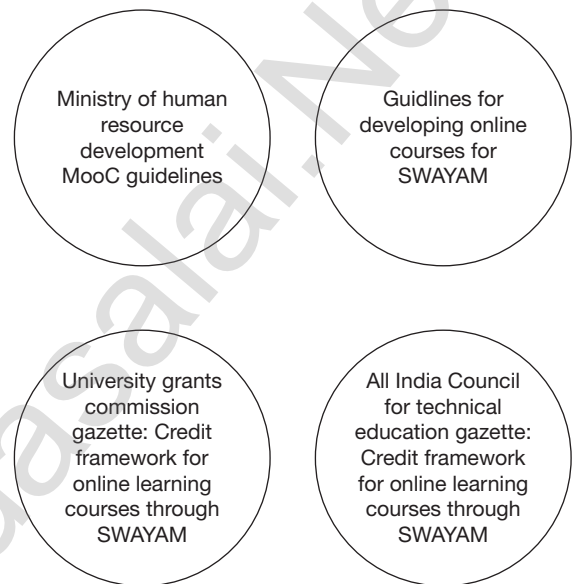 Ministry of human
resource
development
MooC guidelines
Guidlines for
developing online
courses for
SWAYAM
University grants
commission
gazette: Credit
framework for
online learning
courses through
SWAYAM
All India Council
for technical
education gazette:
Credit framework
for online learning
courses through
SWAYAM